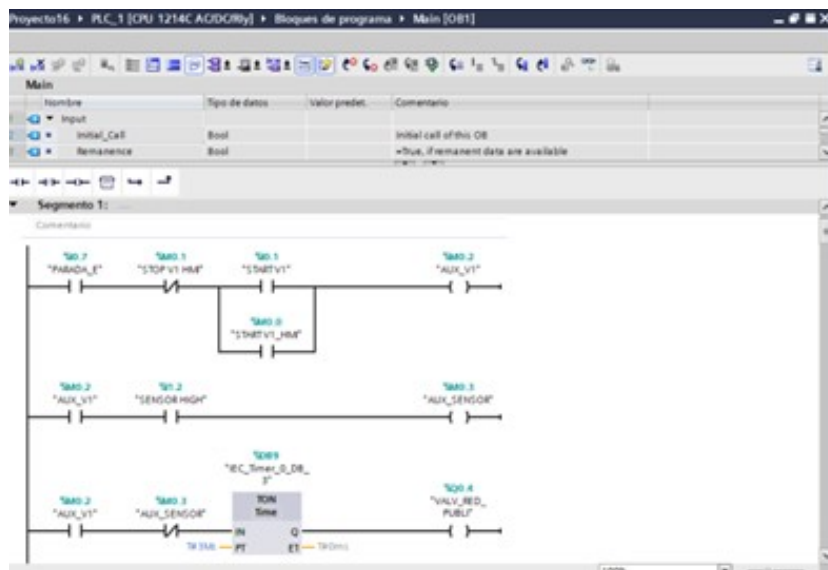 Proyecto16 ▸ PLC_1 [CPU 1214C AC/DC/Rly] ▸ Bloques de programa ▸ Main [OB1]
Main
Nombre Tipo de datos Valor predet. Comentario
Input
Initial_Call Bool Initial call of this OB
Remanence Bool =True, if remanent data are available
Segmento 1:
Comentario
%I0.7 %M0.1 %I0.1 %M0.2
"PARADA_E" "STOP V1 HMI" "START V1" "AUX_V1"
%M0.0
"START V1_HMI"
%M0.2 %I1.2 %M0.3
"AUX_V1" "SENSOR HIGH" "AUX_SENSOR"
%DB9
"IEC_Timer_0_DB_
3"
%M0.2 %M0.3 TON %Q0.4
"AUX_V1" "AUX_SENSOR" Time "VALV_RED_
PUBLI"
IN Q
PT ET T#0ms